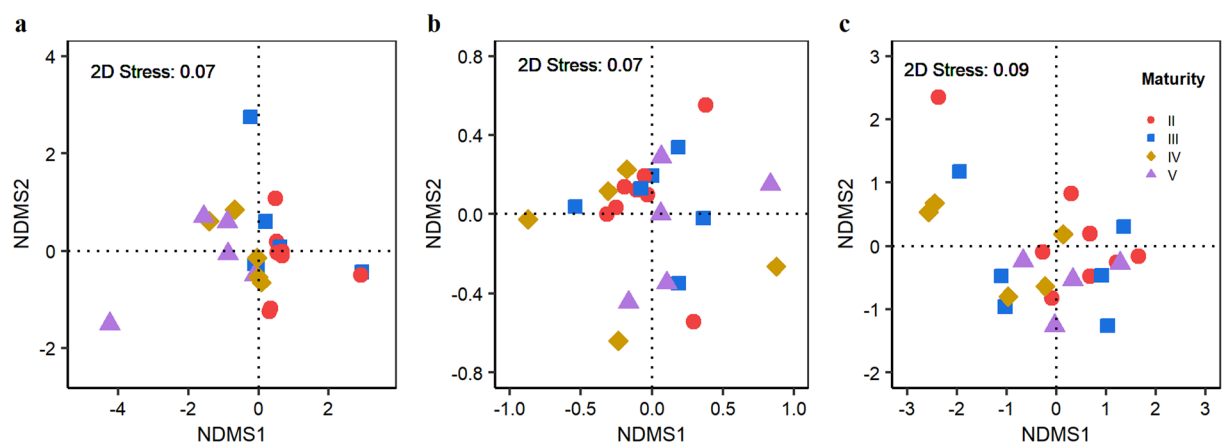 a
2D Stress: 0.07
4
2
0
-2
NDMS2
-4
-2
0
2
NDMS1
b
2D Stress: 0.07
0.8
0.4
0.0
-0.4
-0.8
NDMS2
-1.0
-0.5
0.0
0.5
1.0
NDMS1
c
2D Stress: 0.09
Maturity
II
III
IV
V
3
2
1
0
-1
-2
NDMS2
-3
-2
-1
0
1
2
3
NDMS1